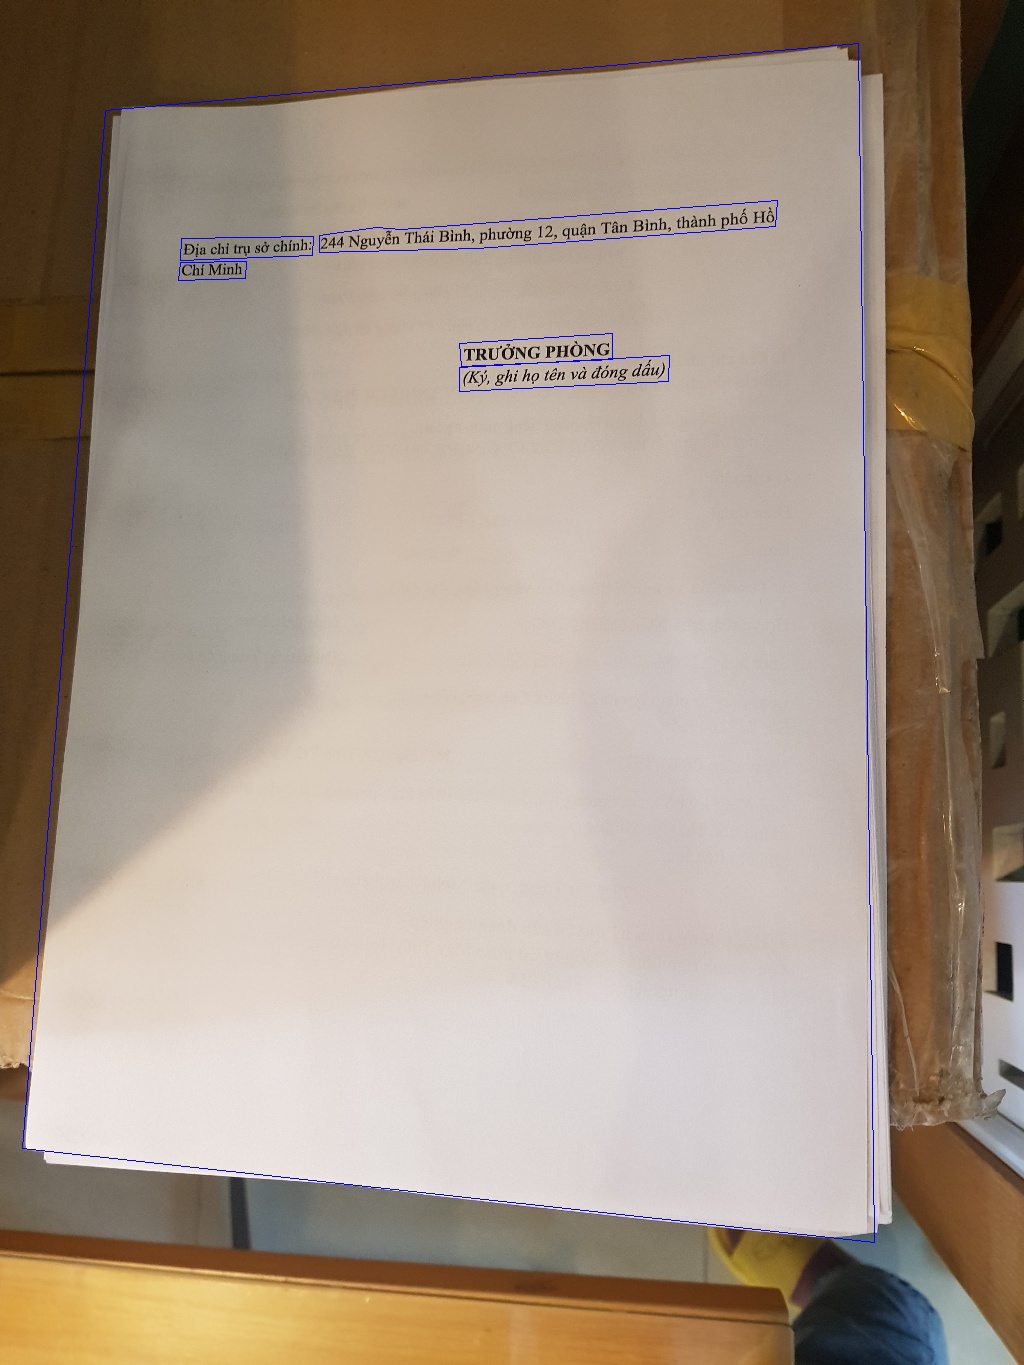 Địa chỉ trụ sở chính: 244 Nguyễn Thái Bình, phường 12, quận Tân Bình, thành phố Hồ
Chí Minh
TRƯỞNG PHÒNG
(Ký, ghi họ tên và đóng dấu)